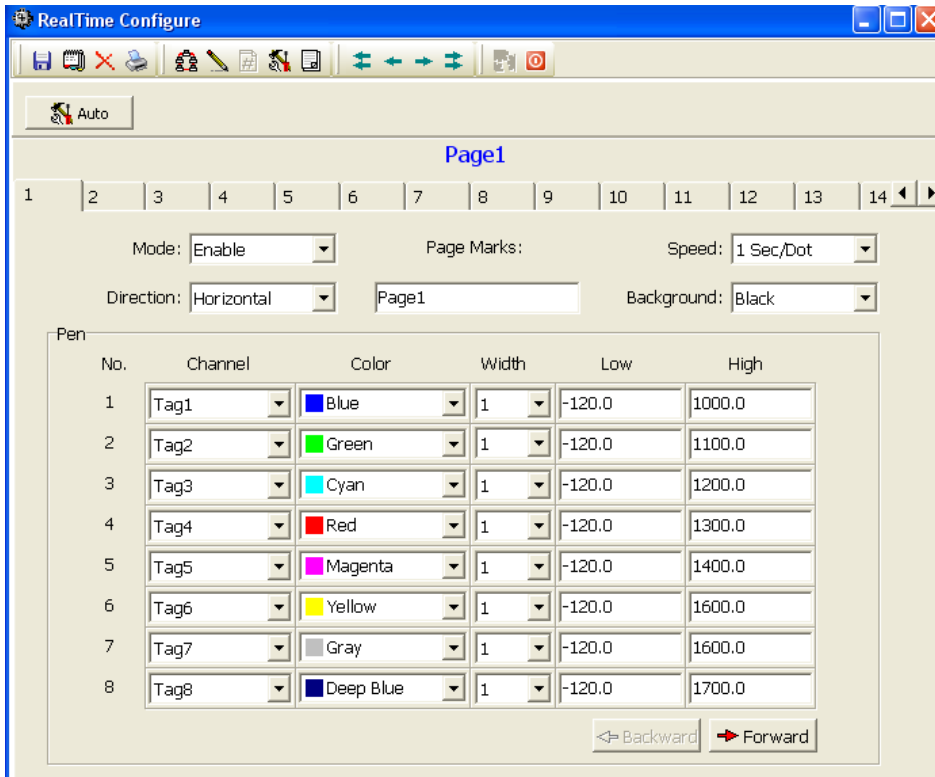 RealTime Configure
Auto
Page1
1 2 3 4 5 6 7 8 9 10 11 12 13 14
Mode: Enable Page Marks: Speed: 1 Sec/Dot
Direction: Horizontal Page1 Background: Black
Pen
No. Channel Color Width Low High
1 Tag1 Blue 1 -120.0 1000.0
2 Tag2 Green 1 -120.0 1100.0
3 Tag3 Cyan 1 -120.0 1200.0
4 Tag4 Red 1 -120.0 1300.0
5 Tag5 Magenta 1 -120.0 1400.0
6 Tag6 Yellow 1 -120.0 1600.0
7 Tag7 Gray 1 -120.0 1600.0
8 Tag8 Deep Blue 1 -120.0 1700.0
Backward Forward